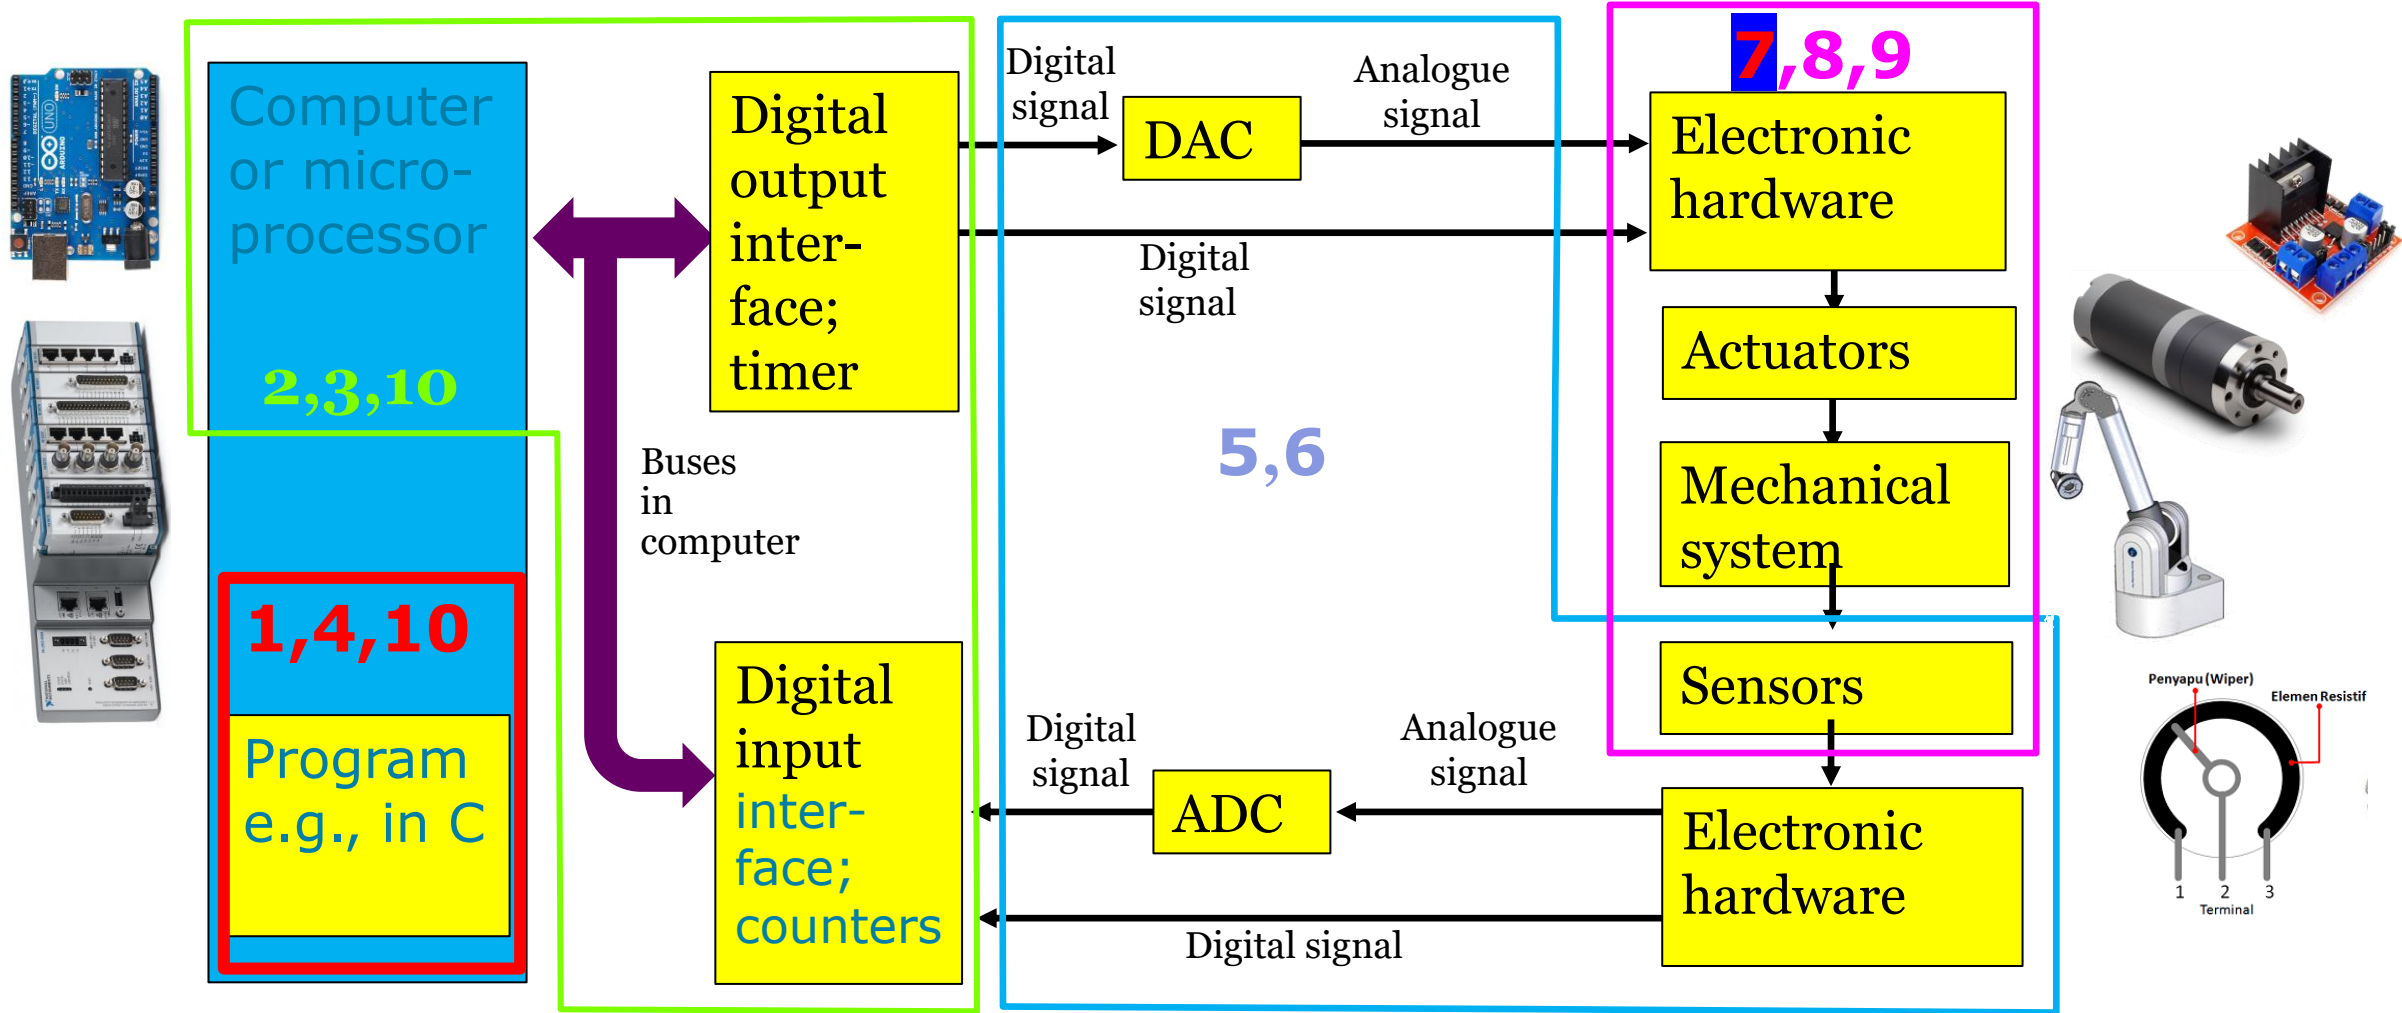 Computer
or micro-
processor
2,3,10
1,4,10
Program
e.g., in C
Digital
output
inter-
face;
timer
Buses
in
computer
Digital
input
inter-
face;
counters
Digital
signal
DAC
Analogue
signal
Digital
signal
5,6
7,8,9
Electronic
hardware
Actuators
Mechanical
system
Sensors
Digital
signal
ADC
Analogue
signal
Electronic
hardware
Digital signal
Penyapu (Wiper)
Elemen Resistif
1 2 3
Terminal
UNO
ARDUINO